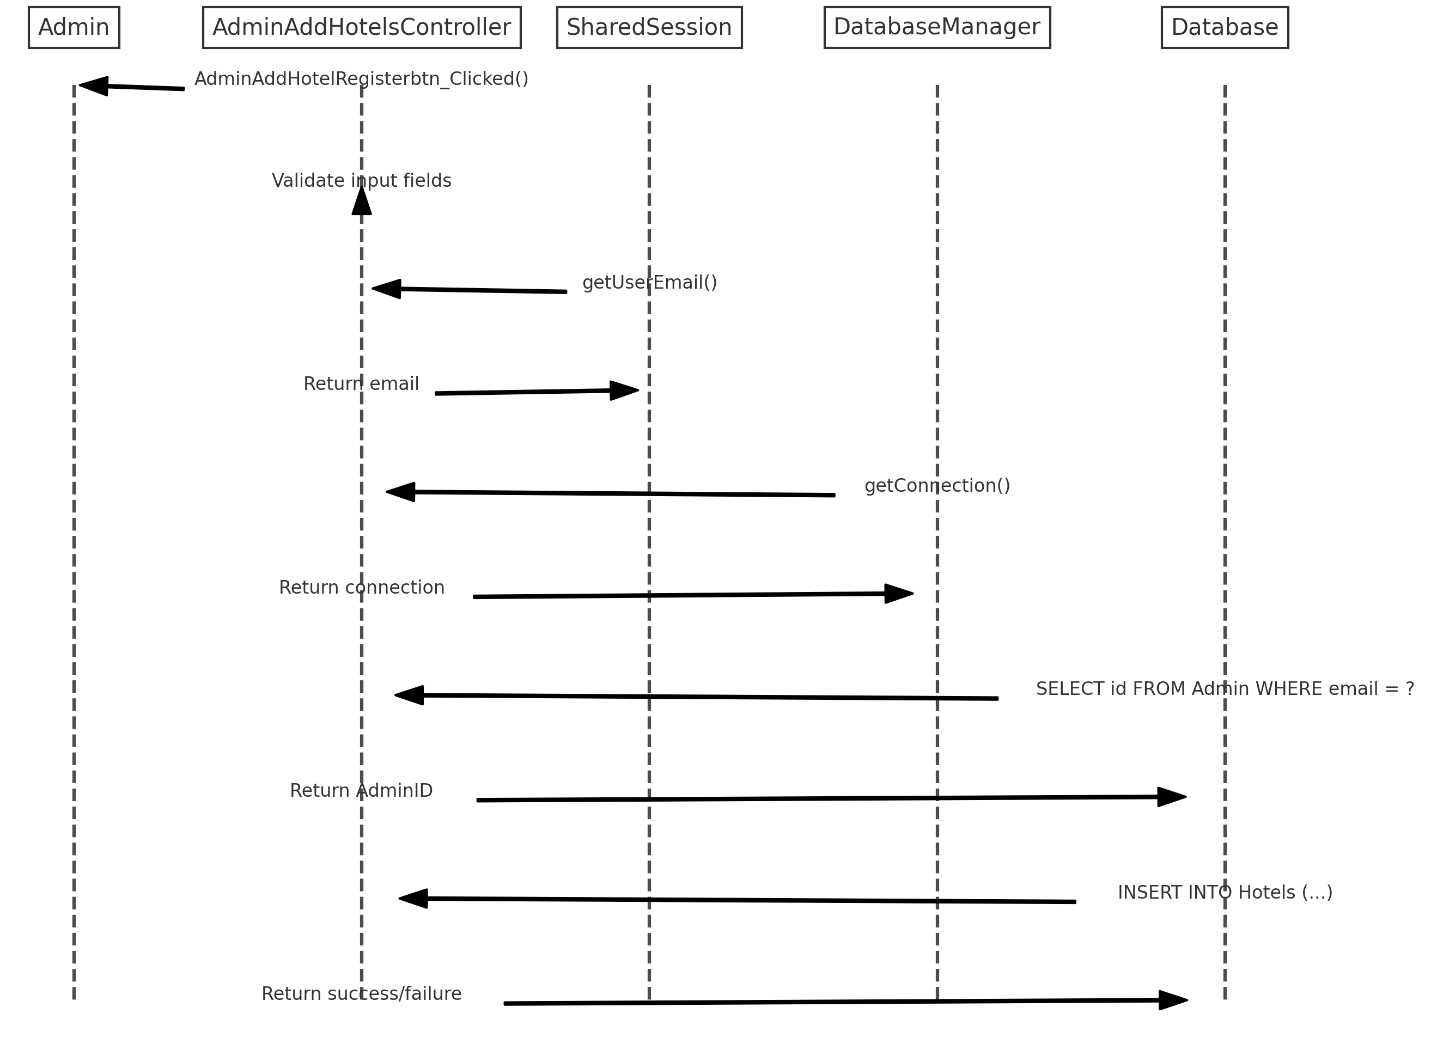 Admin
AdminAddHotelsController
SharedSession
DatabaseManager
Database
AdminAddHotelRegisterbtn_Clicked()
Validate input fields
getUserEmail()
Return email
getConnection()
Return connection
SELECT id FROM Admin WHERE email = ?
Return AdminID
INSERT INTO Hotels (...)
Return success/failure